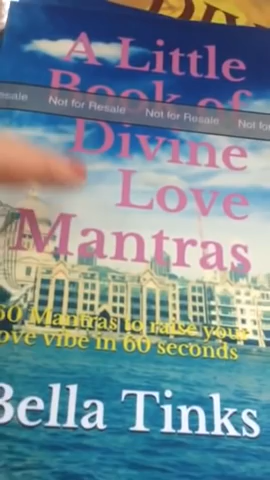 A Little
Book of
Not for Resale Not for Resale Not for
Divine
Love
Mantras
60 Mantras to raise your
love vibe in 60 seconds
Bella Tinks